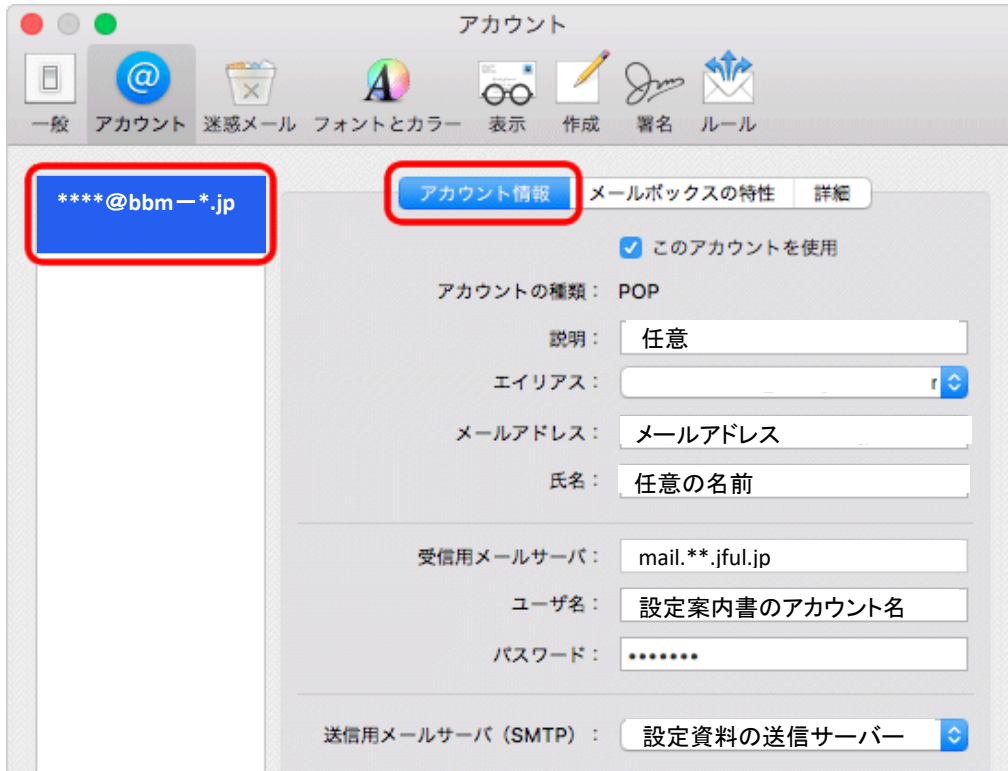 アカウント
一般 アカウント 迷惑メール フォントとカラー 表示 作成 署名 ルール
****@bbmー*.jp
アカウント情報 メールボックスの特性 詳細
このアカウントを使用
アカウントの種類： POP
説明： 任意
エイリアス： r
メールアドレス： メールアドレス
氏名： 任意の名前
受信用メールサーバ： mail.**.jful.jp
ユーザ名： 設定案内書のアカウント名
パスワード： •••••••
送信用メールサーバ（SMTP）： 設定資料の送信サーバー